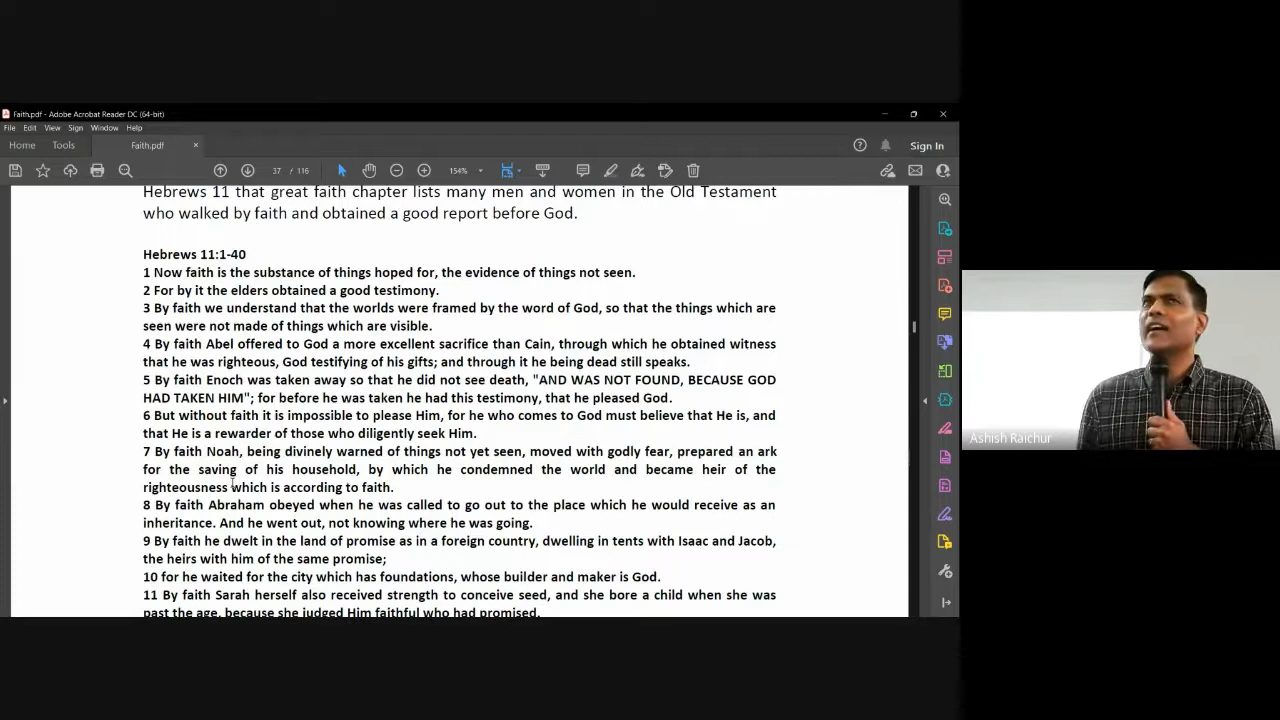 Faith.pdf - Adobe Acrobat Reader DC (64-bit)
File Edit View Sign Window Help
Home Tools Faith.pdf × Sign In
37 / 116 154%
Hebrews 11 that great faith chapter lists many men and women in the Old Testament
who walked by faith and obtained a good report before God.
Hebrews 11:1-40
1 Now faith is the substance of things hoped for, the evidence of things not seen.
2 For by it the elders obtained a good testimony.
3 By faith we understand that the worlds were framed by the word of God, so that the things which are
seen were not made of things which are visible.
4 By faith Abel offered to God a more excellent sacrifice than Cain, through which he obtained witness
that he was righteous, God testifying of his gifts; and through it he being dead still speaks.
5 By faith Enoch was taken away so that he did not see death, "AND WAS NOT FOUND, BECAUSE GOD
HAD TAKEN HIM"; for before he was taken he had this testimony, that he pleased God.
6 But without faith it is impossible to please Him, for he who comes to God must believe that He is, and
that He is a rewarder of those who diligently seek Him.
7 By faith Noah, being divinely warned of things not yet seen, moved with godly fear, prepared an ark
for the saving of his household, by which he condemned the world and became heir of the
righteousness which is according to faith.
8 By faith Abraham obeyed when he was called to go out to the place which he would receive as an
inheritance. And he went out, not knowing where he was going.
9 By faith he dwelt in the land of promise as in a foreign country, dwelling in tents with Isaac and Jacob,
the heirs with him of the same promise;
10 for he waited for the city which has foundations, whose builder and maker is God.
11 By faith Sarah herself also received strength to conceive seed, and she bore a child when she was
past the age, because she judged Him faithful who had promised.
Ashish Raichur